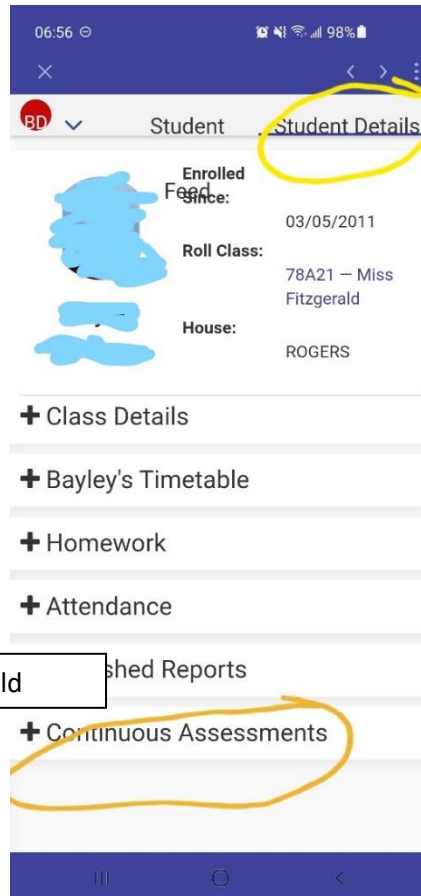 06:56 98%
BD Student Student Details
Feed
Enrolled
Since:
03/05/2011
Roll Class:
78A21 — Miss
Fitzgerald
House:
ROGERS
+ Class Details
+ Bayley's Timetable
+ Homework
+ Attendance
ld shed Reports
+ Continuous Assessments